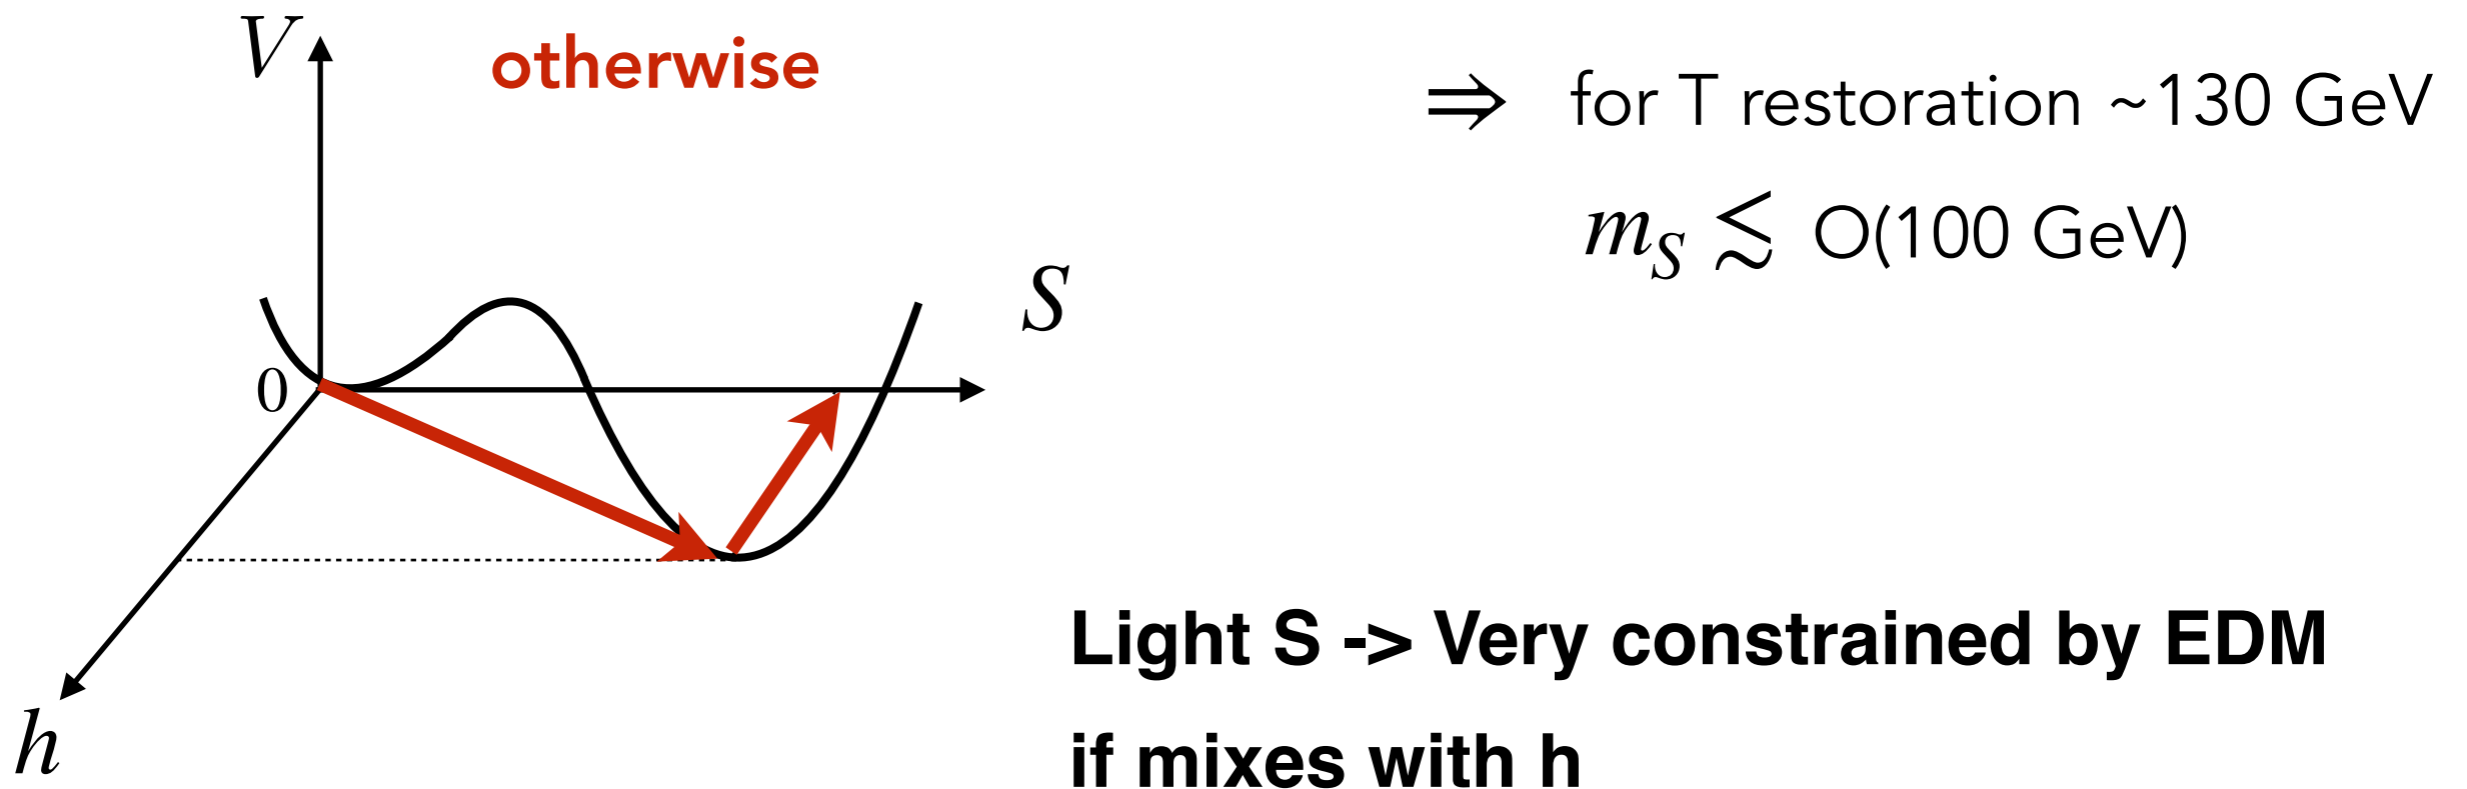 V
otherwise
⇒ for T restoration ~130 GeV
m_S ≲ O(100 GeV)
S
0
Light S -> Very constrained by EDM
if mixes with h
h